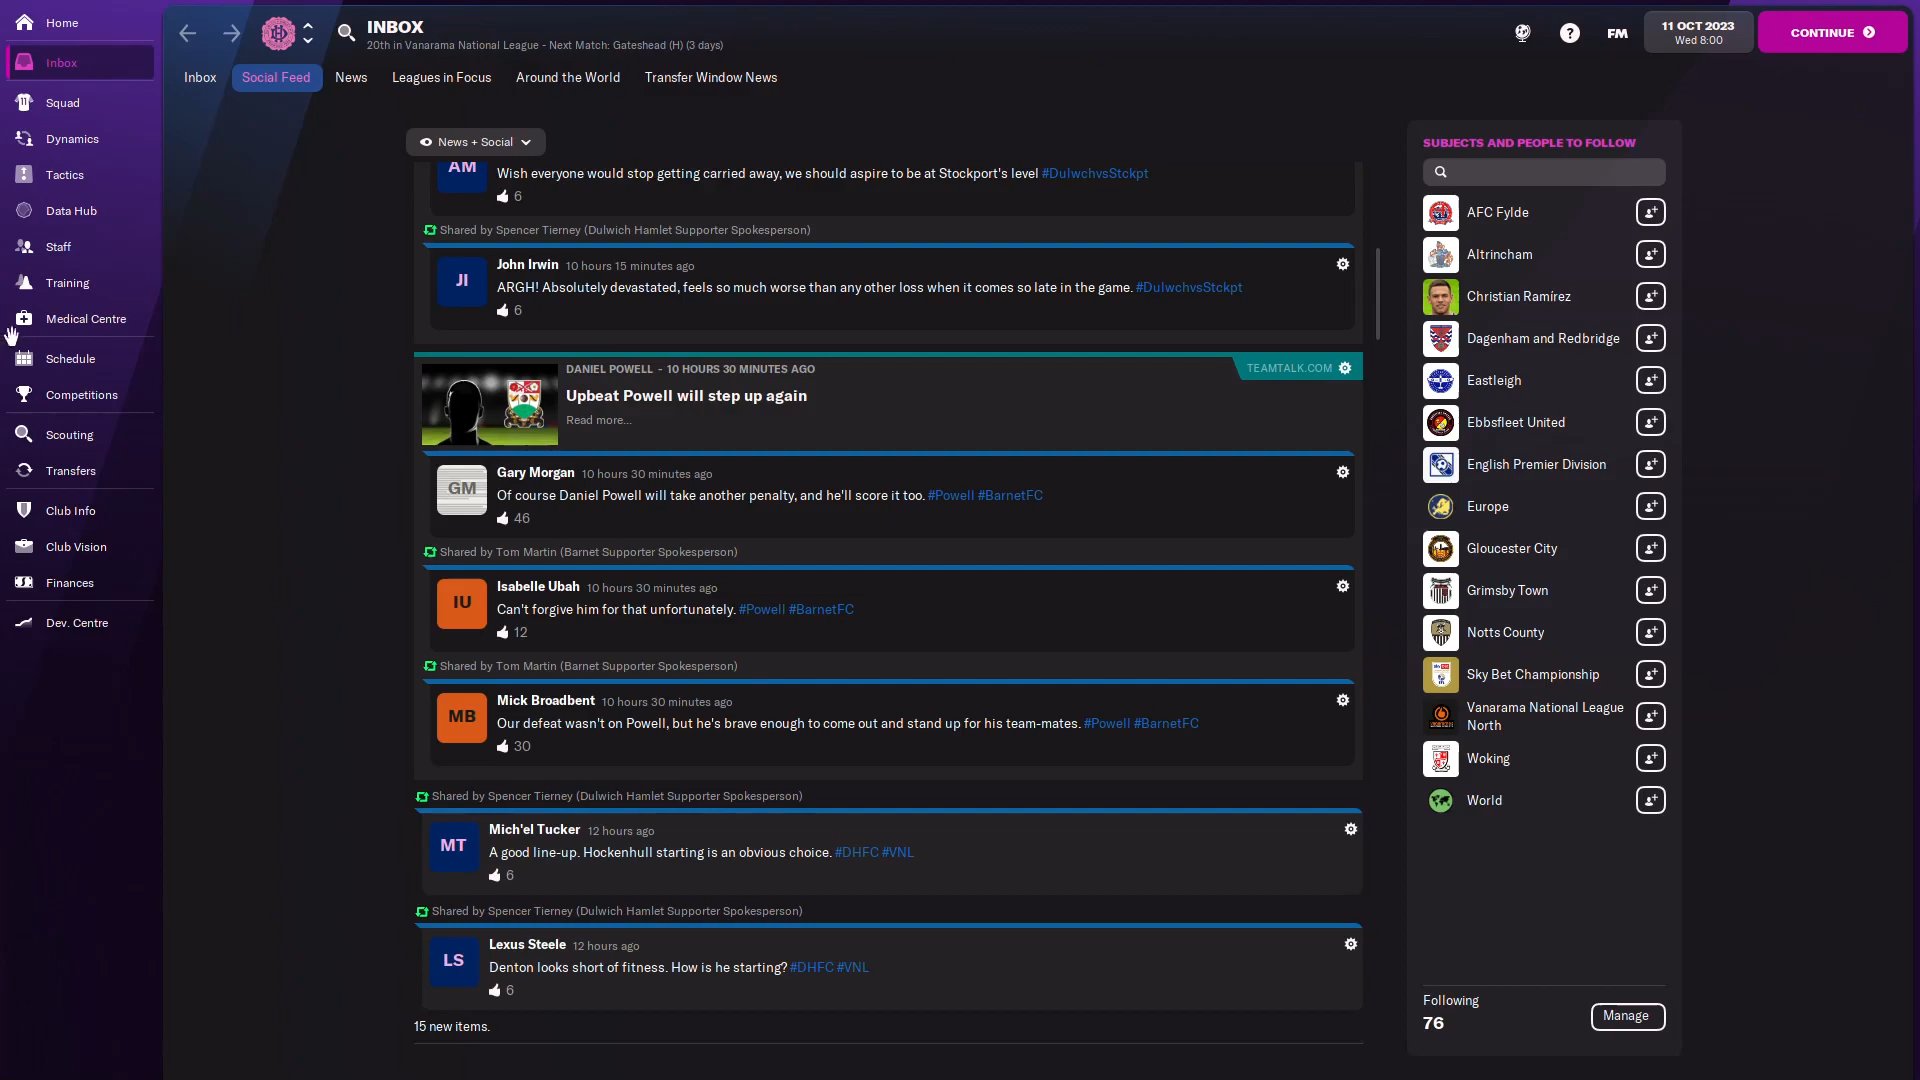 Home
Inbox
Squad
Dynamics
Tactics
Data Hub
Staff
Training
Medical Centre
Schedule
Competitions
Scouting
Transfers
Club Info
Club Vision
Finances
Dev. Centre
INBOX
20th in Vanarama National League - Next Match: Gateshead (H) (3 days)
FM
11 OCT 2023
Wed 8:00
CONTINUE
Inbox
Social Feed
News
Leagues in Focus
Around the World
Transfer Window News
News + Social
AM
Wish everyone would stop getting carried away, we should aspire to be at Stockport's level #DulwchvsStckpt
6
Shared by Spencer Tierney (Dulwich Hamlet Supporter Spokesperson)
JI
John Irwin 10 hours 15 minutes ago
ARGH! Absolutely devastated, feels so much worse than any other loss when it comes so late in the game. #DulwchvsStckpt
6
DANIEL POWELL - 10 HOURS 30 MINUTES AGO
TEAMTALK.COM
Upbeat Powell will step up again
Read more...
GM
Gary Morgan 10 hours 30 minutes ago
Of course Daniel Powell will take another penalty, and he'll score it too. #Powell #BarnetFC
46
Shared by Tom Martin (Barnet Supporter Spokesperson)
IU
Isabelle Ubah 10 hours 30 minutes ago
Can't forgive him for that unfortunately. #Powell #BarnetFC
12
Shared by Tom Martin (Barnet Supporter Spokesperson)
MB
Mick Broadbent 10 hours 30 minutes ago
Our defeat wasn't on Powell, but he's brave enough to come out and stand up for his team-mates. #Powell #BarnetFC
30
Shared by Spencer Tierney (Dulwich Hamlet Supporter Spokesperson)
MT
Mich'el Tucker 12 hours ago
A good line-up. Hockenhull starting is an obvious choice. #DHFC #VNL
6
Shared by Spencer Tierney (Dulwich Hamlet Supporter Spokesperson)
LS
Lexus Steele 12 hours ago
Denton looks short of fitness. How is he starting? #DHFC #VNL
6
15 new items.
SUBJECTS AND PEOPLE TO FOLLOW
AFC Fylde
Altrincham
Christian Ramírez
Dagenham and Redbridge
Eastleigh
Ebbsfleet United
English Premier Division
Europe
Gloucester City
Grimsby Town
Notts County
Sky Bet Championship
Vanarama National League
North
Woking
World
Following
76
Manage